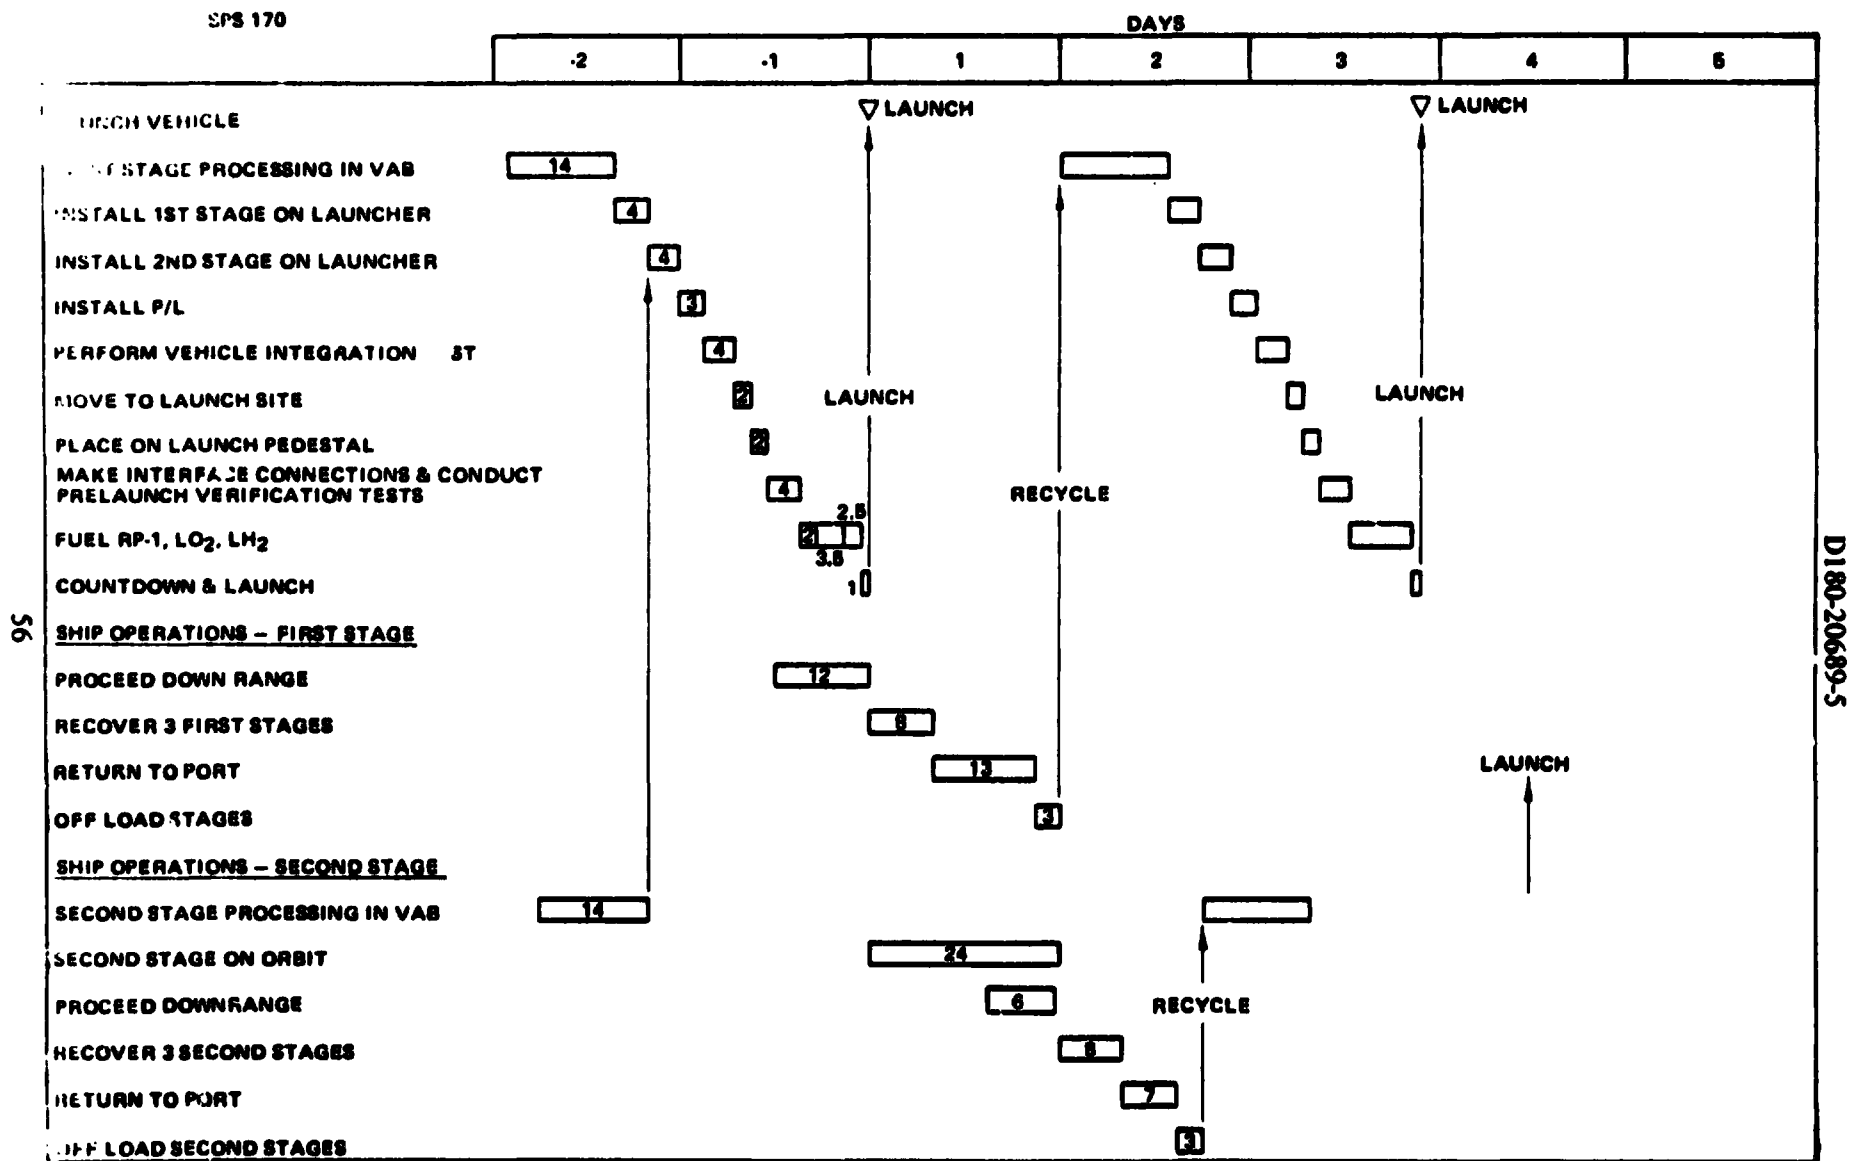 SPS 170
DAYS
-2 -1 1 2 3 4 5
VEHICLE
LAUNCH LAUNCH
STAGE PROCESSING IN VAB 14
INSTALL 1ST STAGE ON LAUNCHER 4
INSTALL 2ND STAGE ON LAUNCHER 4
INSTALL P/L 3
PERFORM VEHICLE INTEGRATION ST 4
MOVE TO LAUNCH SITE 2
LAUNCH LAUNCH
PLACE ON LAUNCH PEDESTAL 2
MAKE INTERFACE CONNECTIONS & CONDUCT
PRELAUNCH VERIFICATION TESTS 4
RECYCLE
FUEL RP-1, LO2, LH2 2 3.5 2.5
COUNTDOWN & LAUNCH 1
SHIP OPERATIONS – FIRST STAGE
PROCEED DOWN RANGE 12
RECOVER 3 FIRST STAGES 8
RETURN TO PORT 13
LAUNCH
OFF LOAD STAGES 3
SHIP OPERATIONS – SECOND STAGE
SECOND STAGE PROCESSING IN VAB 14
SECOND STAGE ON ORBIT 24
PROCEED DOWNRANGE 6
RECYCLE
RECOVER 3 SECOND STAGES 8
RETURN TO PORT 7
OFF LOAD SECOND STAGES 3
56
D180-20689-5